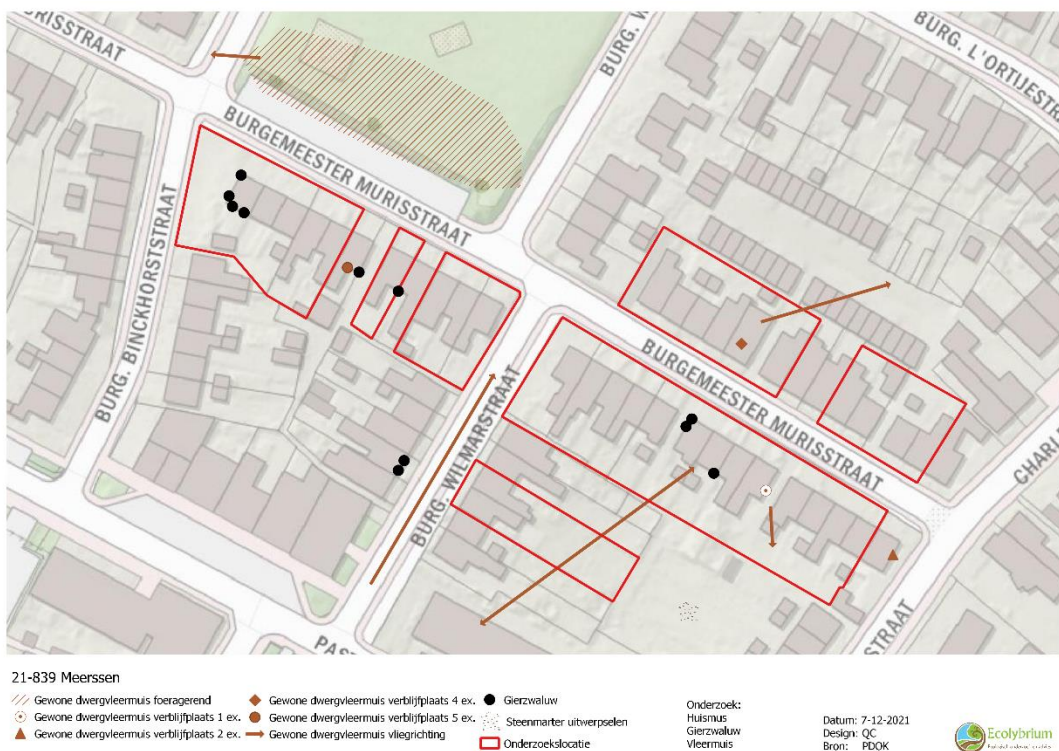 MURISSTRAAT
BURG. W
BURG. L'ORTIJESTR
BURGEMEESTER MURISSTRAAT
BURG. BINCKHORSTSTRAAT
BURG. WILMARSTRAAT
BURGEMEESTER MURISSTRAAT
CHARL
STRAAT
PAST
21-839 Meerssen
Gewone dwergvleermuis foeragerend
Gewone dwergvleermuis verblijfplaats 1 ex.
Gewone dwergvleermuis verblijfplaats 2 ex.
Gewone dwergvleermuis verblijfplaats 4 ex.
Gewone dwergvleermuis verblijfplaats 5 ex.
Gewone dwergvleermuis vliegrichting
Gierzwaluw
Steenmarter uitwerpselen
Onderzoekslocatie
Onderzoek:
Huismus
Gierzwaluw
Vleermuis
Datum: 7-12-2021
Design: QC
Bron: PDOK
Ecolybrium